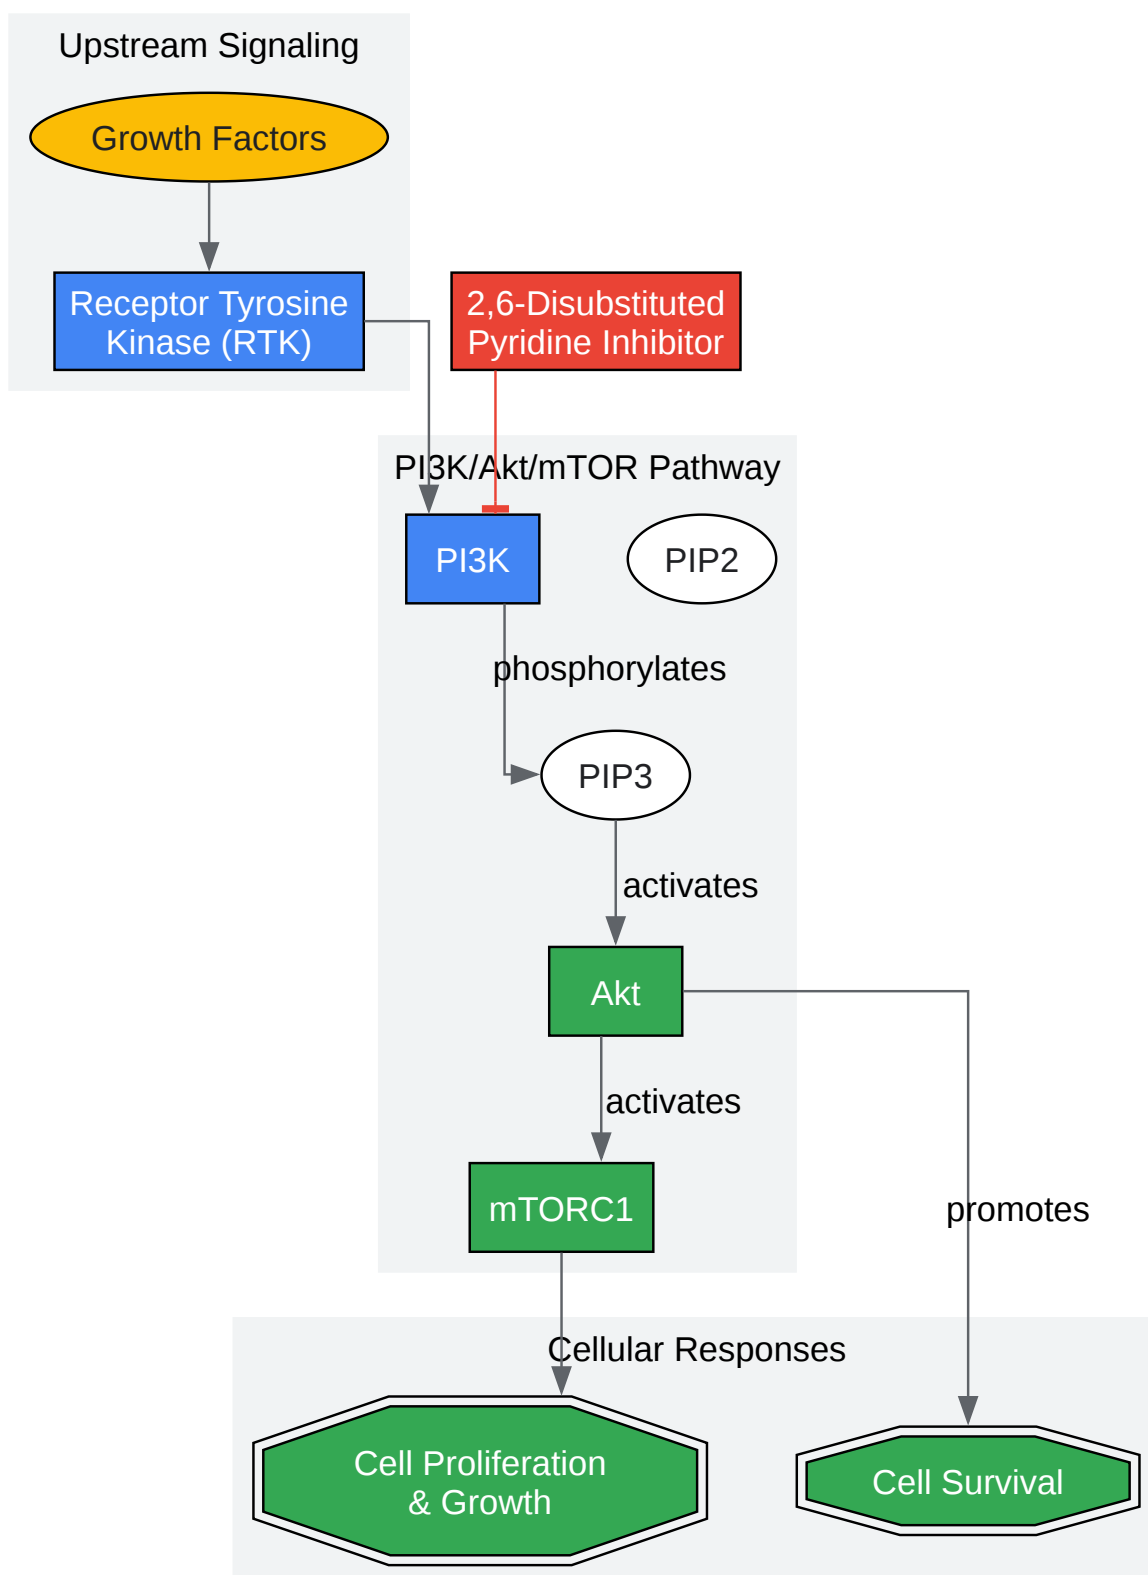 Upstream Signaling
Growth Factors
Receptor Tyrosine
Kinase (RTK)
2,6-Disubstituted
Pyridine Inhibitor
PI3K/Akt/mTOR Pathway
PI3K
PIP2
phosphorylates
PIP3
activates
Akt
activates
mTORC1
promotes
Cellular Responses
Cell Proliferation
& Growth
Cell Survival